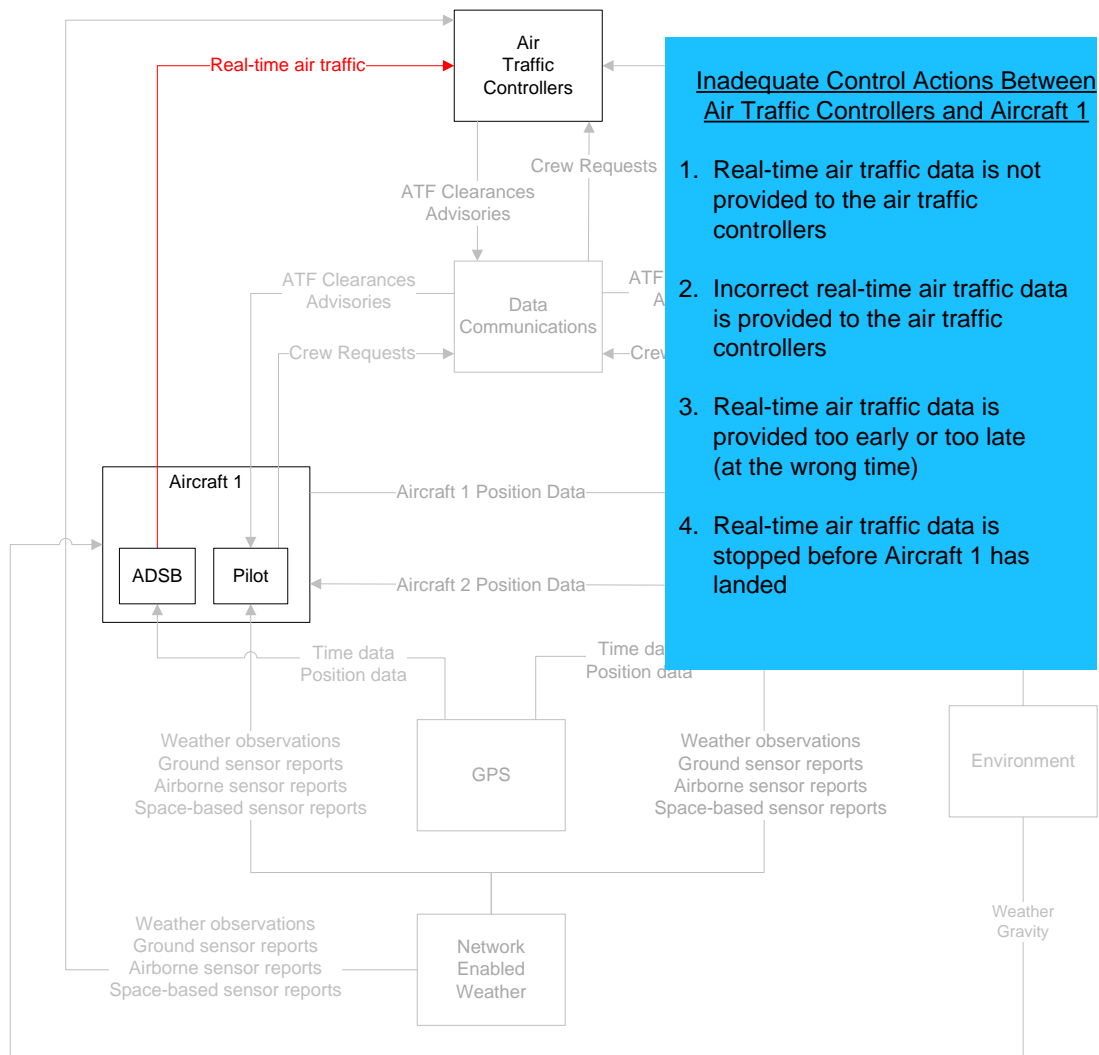 Air
Traffic
Controllers
Real-time air traffic
Inadequate Control Actions Between
Air Traffic Controllers and Aircraft 1
1. Real-time air traffic data is not
provided to the air traffic
controllers
2. Incorrect real-time air traffic data
is provided to the air traffic
controllers
3. Real-time air traffic data is
provided too early or too late
(at the wrong time)
4. Real-time air traffic data is
stopped before Aircraft 1 has
landed
Crew Requests
ATF Clearances
Advisories
ATF Clearances
Advisories
Data
Communications
ATF
A
Crew Requests
Crew
Aircraft 1
Aircraft 1 Position Data
ADSB
Pilot
Aircraft 2 Position Data
Time data
Position data
Time da
Position data
Weather observations
Ground sensor reports
Airborne sensor reports
Space-based sensor reports
GPS
Weather observations
Ground sensor reports
Airborne sensor reports
Space-based sensor reports
Environment
Weather observations
Ground sensor reports
Airborne sensor reports
Space-based sensor reports
Network
Enabled
Weather
Weather
Gravity